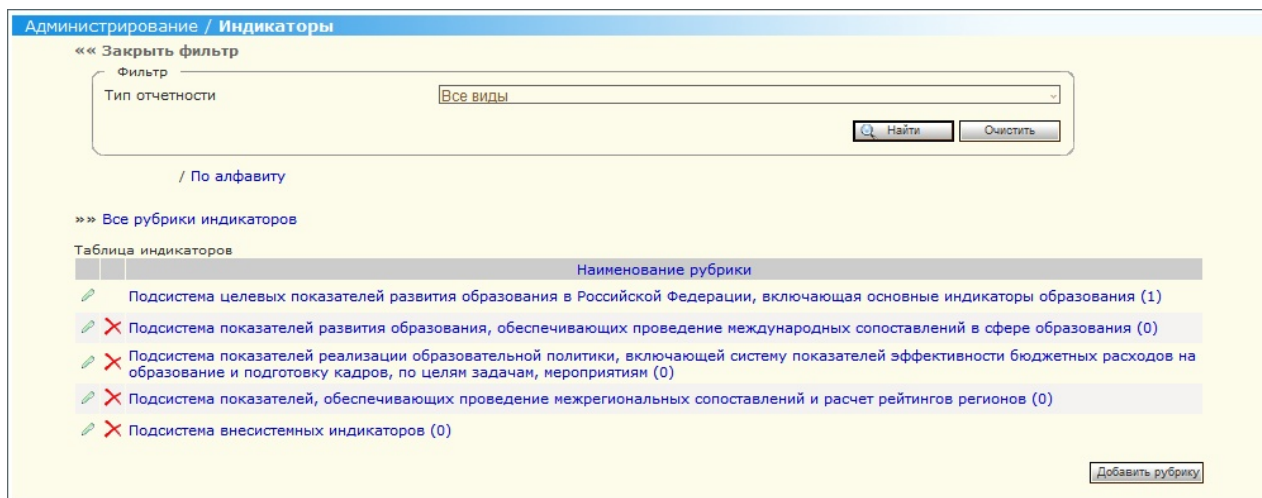 Администрирование / Индикаторы
«« Закрыть фильтр
Фильтр
Тип отчетности Все виды
Найти Очистить
/ По алфавиту
»» Все рубрики индикаторов
Таблица индикаторов
Наименование рубрики
Подсистема целевых показателей развития образования в Российской Федерации, включающая основные индикаторы образования (1)
Подсистема показателей развития образования, обеспечивающих проведение международных сопоставлений в сфере образования (0)
Подсистема показателей реализации образовательной политики, включающей систему показателей эффективности бюджетных расходов на
образование и подготовку кадров, по целям задачам, мероприятиям (0)
Подсистема показателей, обеспечивающих проведение межрегиональных сопоставлений и расчет рейтингов регионов (0)
Подсистема внесистемных индикаторов (0)
Добавить рубрику